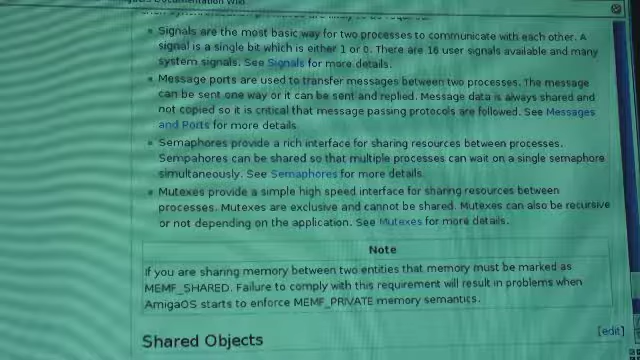 Documentation Wiki
Signals are the most basic way for two processes to communicate with each other. A
signal is a single bit which is either 1 or 0. There are 16 user signals available and many
system signals. See Signals for more details.
Message ports are used to transfer messages between two processes. The message
can be sent one way or it can be sent and replied. Message data is always shared and
not copied so it is critical that message passing protocols are followed. See Messages
and Ports for more details
Semaphores provide a rich interface for sharing resources between processes.
Sempahores can be shared so that multiple processes can wait on a single semaphore
simultaneously. See Semaphores for more details.
Mutexes provide a simple high speed interface for sharing resources between
processes. Mutexes are exclusive and cannot be shared. Mutexes can also be recursive
or not depending on the application. See Mutexes for more details.
Note
If you are sharing memory between two entities that memory must be marked as
MEMF_SHARED. Failure to comply with this requirement will result in problems when
AmigaOS starts to enforce MEMF_PRIVATE memory semantics.
Shared Objects
[edit]